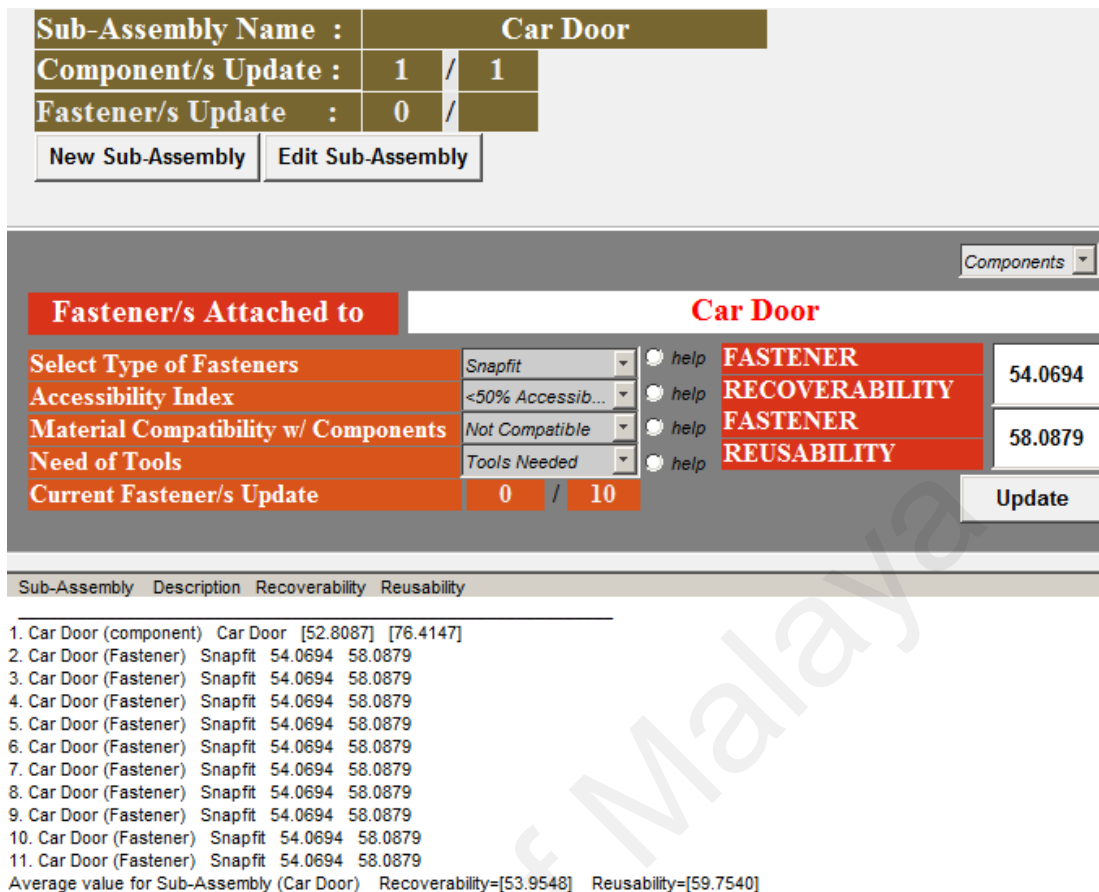 Sub-Assembly Name : Car Door
Component/s Update : 1 / 1
Fastener/s Update : 0 /
New Sub-Assembly Edit Sub-Assembly
Components
Fastener/s Attached to Car Door
Select Type of Fasteners Snapfit help FASTENER
Accessibility Index <50% Accessib... help RECOVERABILITY 54.0694
Material Compatibility w/ Components Not Compatible help FASTENER
Need of Tools Tools Needed help REUSABILITY 58.0879
Current Fastener/s Update 0 / 10 Update
Sub-Assembly Description Recoverability Reusability
1. Car Door (component) Car Door [52.8087] [76.4147]
2. Car Door (Fastener) Snapfit 54.0694 58.0879
3. Car Door (Fastener) Snapfit 54.0694 58.0879
4. Car Door (Fastener) Snapfit 54.0694 58.0879
5. Car Door (Fastener) Snapfit 54.0694 58.0879
6. Car Door (Fastener) Snapfit 54.0694 58.0879
7. Car Door (Fastener) Snapfit 54.0694 58.0879
8. Car Door (Fastener) Snapfit 54.0694 58.0879
9. Car Door (Fastener) Snapfit 54.0694 58.0879
10. Car Door (Fastener) Snapfit 54.0694 58.0879
11. Car Door (Fastener) Snapfit 54.0694 58.0879
Average value for Sub-Assembly (Car Door) Recoverability=[53.9548] Reusability=[59.7540]
of Malaya